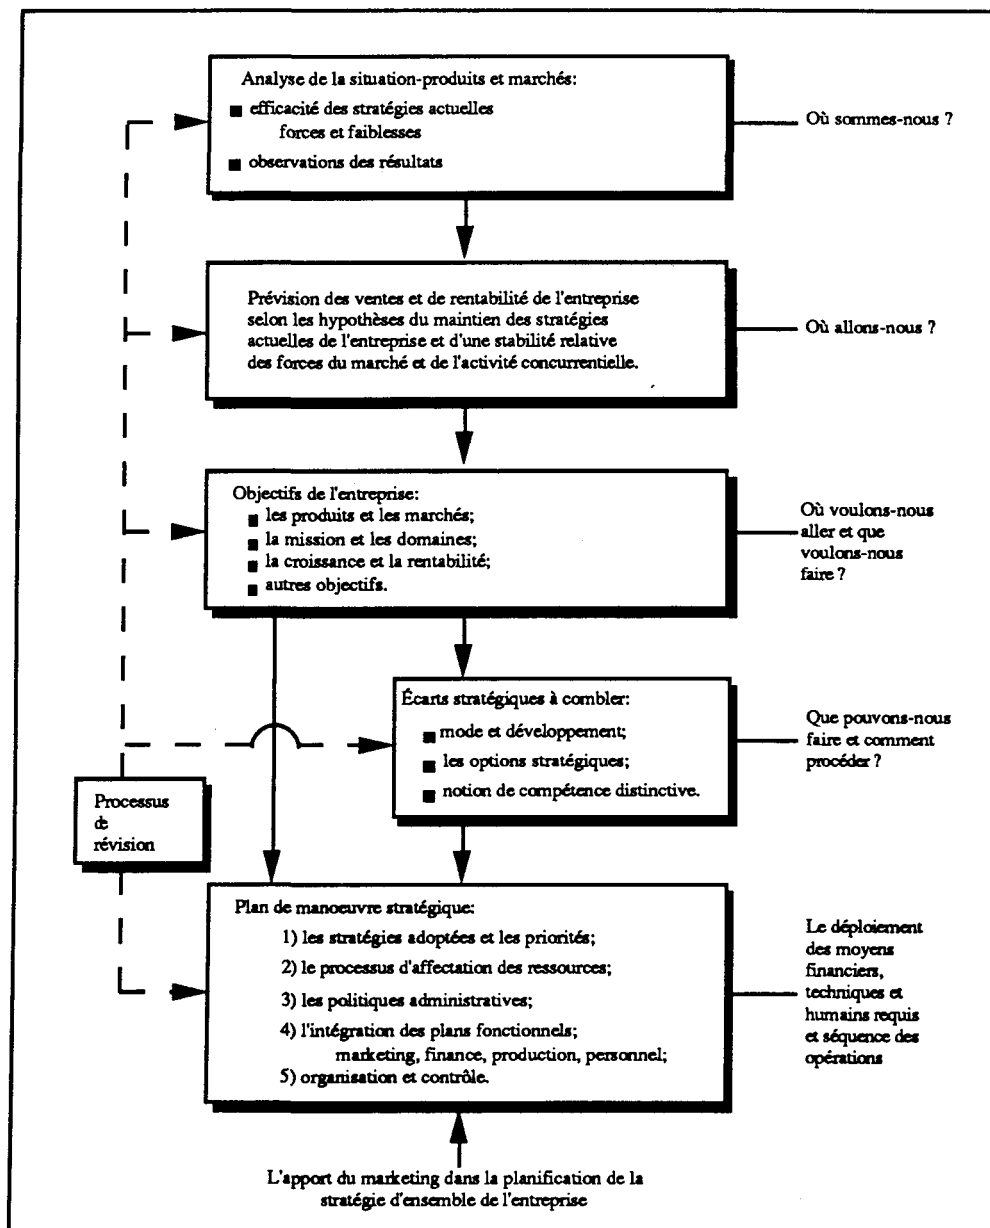 Analyse de la situation-produits et marchés:
■ efficacité des stratégies actuelles
forces et faiblesses
■ observations des résultats
Où sommes-nous ?
Prévision des ventes et de rentabilité de l'entreprise
selon les hypothèses du maintien des stratégies
actuelles de l'entreprise et d'une stabilité relative
des forces du marché et de l'activité concurrentielle.
Où allons-nous ?
Objectifs de l'entreprise:
■ les produits et les marchés;
■ la mission et les domaines;
■ la croissance et la rentabilité;
■ autres objectifs.
Où voulons-nous
aller et que
voulons-nous
faire ?
Écarts stratégiques à combler:
■ mode et développement;
■ les options stratégiques;
■ notion de compétence distinctive.
Que pouvons-nous
faire et comment
procéder ?
Processus
de
révision
Plan de manoeuvre stratégique:
1) les stratégies adoptées et les priorités;
2) le processus d'affectation des ressources;
3) les politiques administratives;
4) l'intégration des plans fonctionnels;
marketing, finance, production, personnel;
5) organisation et contrôle.
Le déploiement
des moyens
financiers,
techniques et
humains requis
et séquence des
opérations
L'apport du marketing dans la planification de la
stratégie d'ensemble de l'entreprise